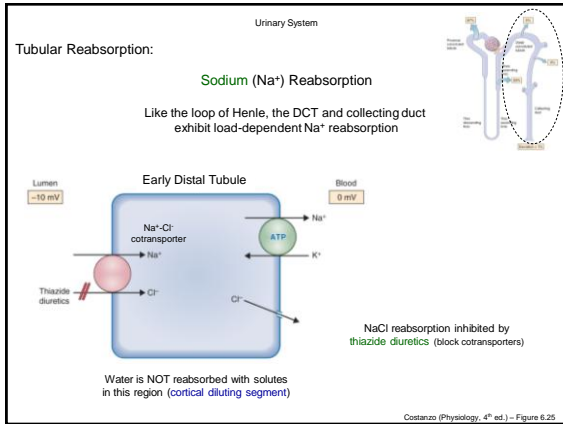 Urinary System
Tubular Reabsorption:
Sodium (Na⁺) Reabsorption
Like the loop of Henle, the DCT and collecting duct
exhibit load-dependent Na⁺ reabsorption
Early Distal Tubule
Lumen
–10 mV
Blood
0 mV
Na⁺-Cl⁻
cotransporter
Na⁺
Cl⁻
Thiazide
diuretics
ATP
Na⁺
K⁺
Cl⁻
NaCl reabsorption inhibited by
thiazide diuretics (block cotransporters)
Water is NOT reabsorbed with solutes
in this region (cortical diluting segment)
Costanzo (Physiology, 4th ed.) – Figure 6.25